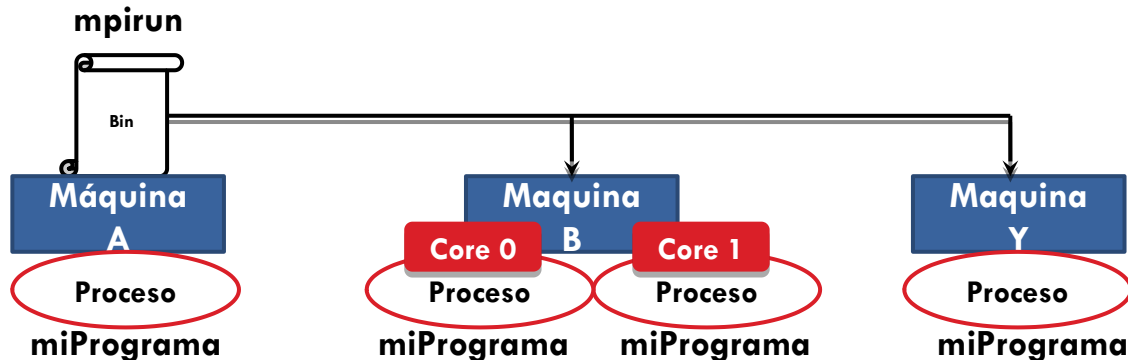 mpirun
Bin
Máquina
A
Maquina
B
Maquina
Y
Core 0
Core 1
Proceso
Proceso
Proceso
Proceso
miPrograma
miPrograma
miPrograma
miPrograma